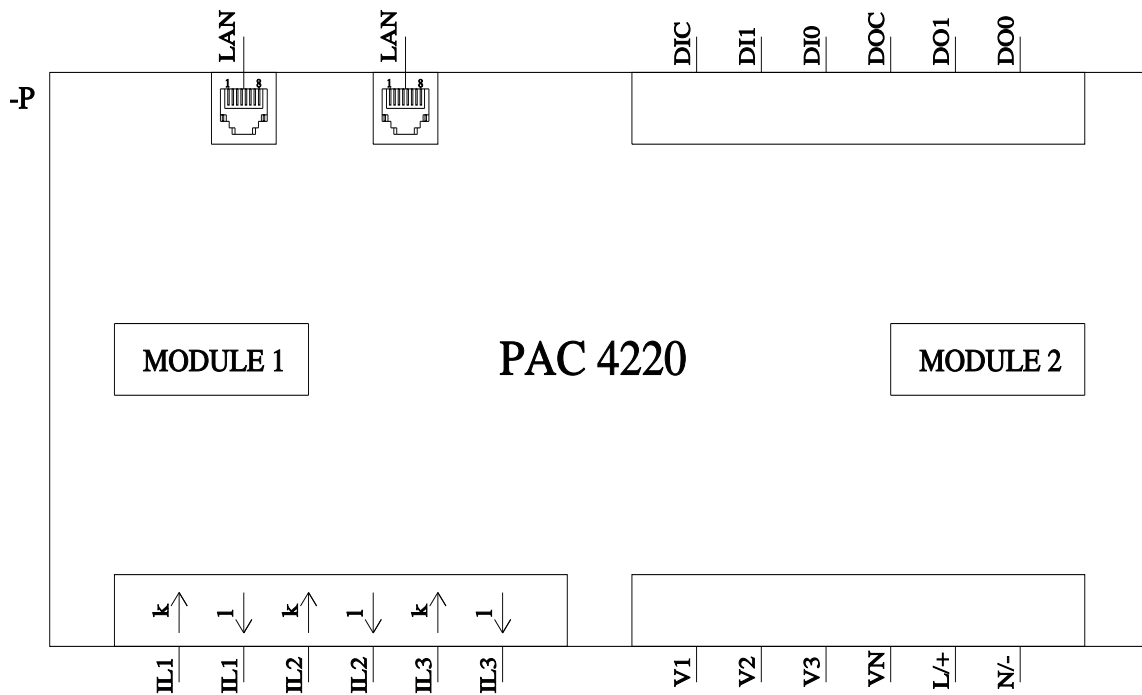 LAN
LAN
DIC
DI1
DI0
DOC
DO1
DO0
-P
1 8
1 8
MODULE 1
PAC 4220
MODULE 2
k
l
k
l
k
l
IL1
IL1
IL2
IL2
IL3
IL3
V1
V2
V3
VN
L/+
N/-